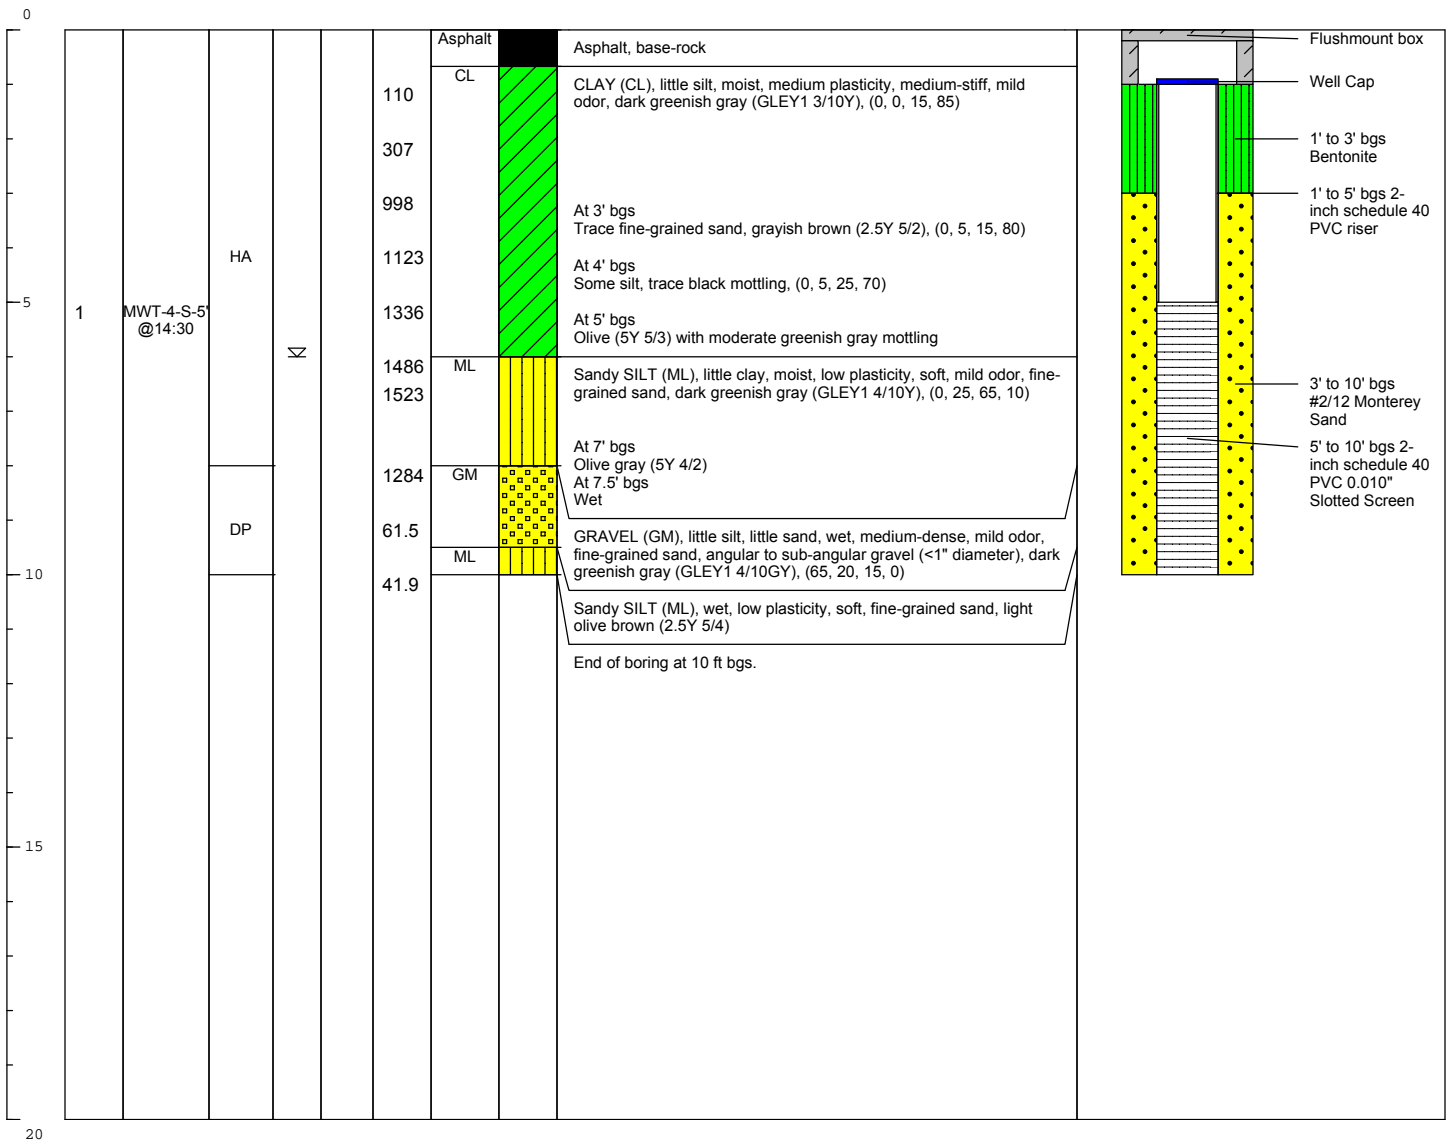 0
Asphalt
Asphalt, base-rock
Flushmount box
CL
CLAY (CL), little silt, moist, medium plasticity, medium-stiff, mild
odor, dark greenish gray (GLEY1 3/10Y), (0, 0, 15, 85)
Well Cap
110
307
1' to 3' bgs
Bentonite
998
At 3' bgs
Trace fine-grained sand, grayish brown (2.5Y 5/2), (0, 5, 15, 80)
1' to 5' bgs 2-
inch schedule 40
PVC riser
HA
1123
At 4' bgs
Some silt, trace black mottling, (0, 5, 25, 70)
5
1
MWT-4-S-5'
@14:30
1336
At 5' bgs
Olive (5Y 5/3) with moderate greenish gray mottling
1486
ML
Sandy SILT (ML), little clay, moist, low plasticity, soft, mild odor, fine-
grained sand, dark greenish gray (GLEY1 4/10Y), (0, 25, 65, 10)
1523
3' to 10' bgs
#2/12 Monterey
Sand
At 7' bgs
Olive gray (5Y 4/2)
At 7.5' bgs
Wet
5' to 10' bgs 2-
inch schedule 40
PVC 0.010"
Slotted Screen
1284
GM
DP
61.5
GRAVEL (GM), little silt, little sand, wet, medium-dense, mild odor,
fine-grained sand, angular to sub-angular gravel (<1" diameter), dark
greenish gray (GLEY1 4/10GY), (65, 20, 15, 0)
ML
10
41.9
Sandy SILT (ML), wet, low plasticity, soft, fine-grained sand, light
olive brown (2.5Y 5/4)
End of boring at 10 ft bgs.
15
20